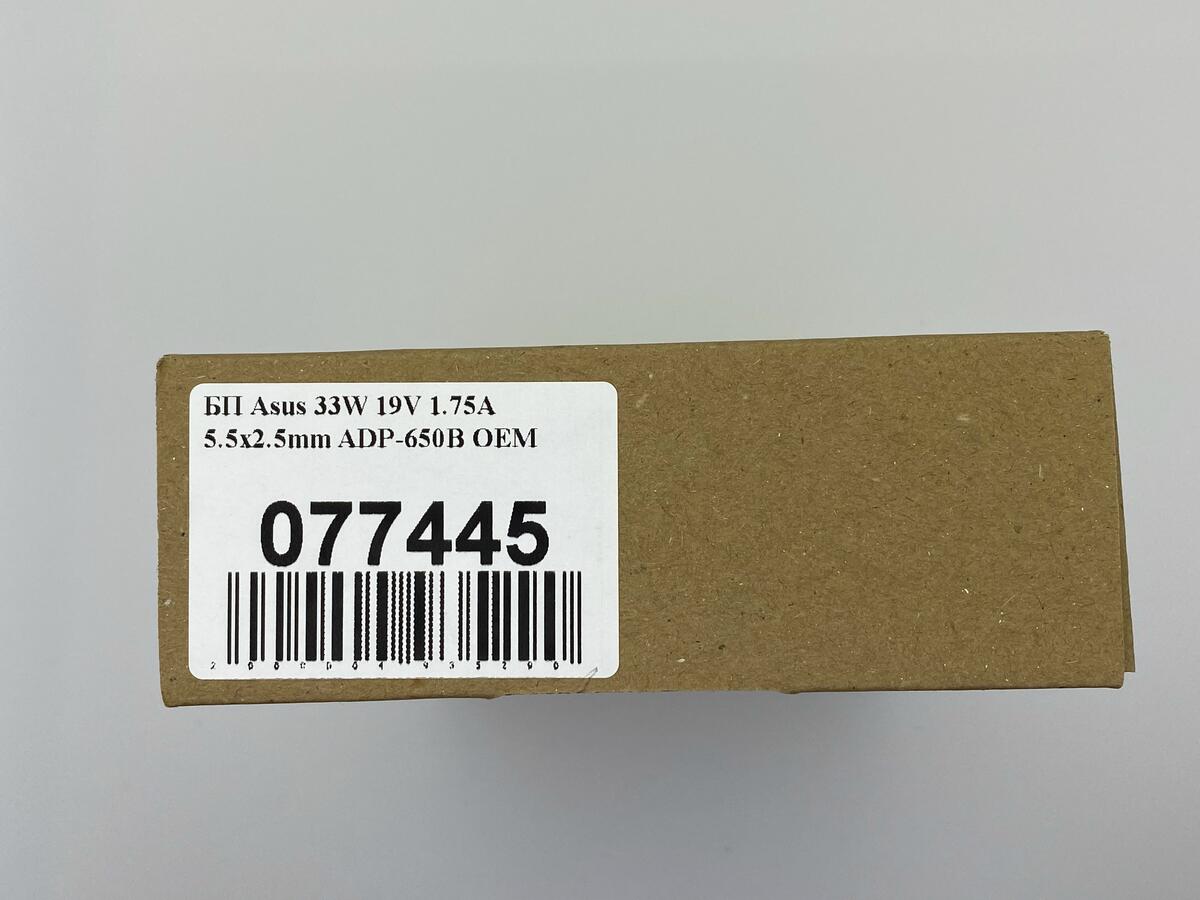 БП Asus 33W 19V 1.75A
5.5x2.5mm ADP-650B OEM
077445